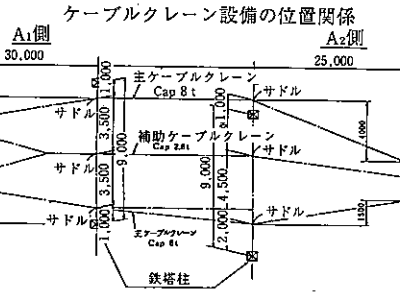 ケーブルクレーン設備の位置関係
A₁側
A₂側
30,000
25,000
1,000
主ケーブルクレーン
Cap 8t
サドル
サドル
3,500
1,000
1000
補助ケーブルクレーン
Cap 2.8t
サドル
サドル
9,000
9,000
3,500
4,500
1500
サドル
サドル
1,000
主ケーブルクレーン
Cap 8t
2,000
鉄塔柱